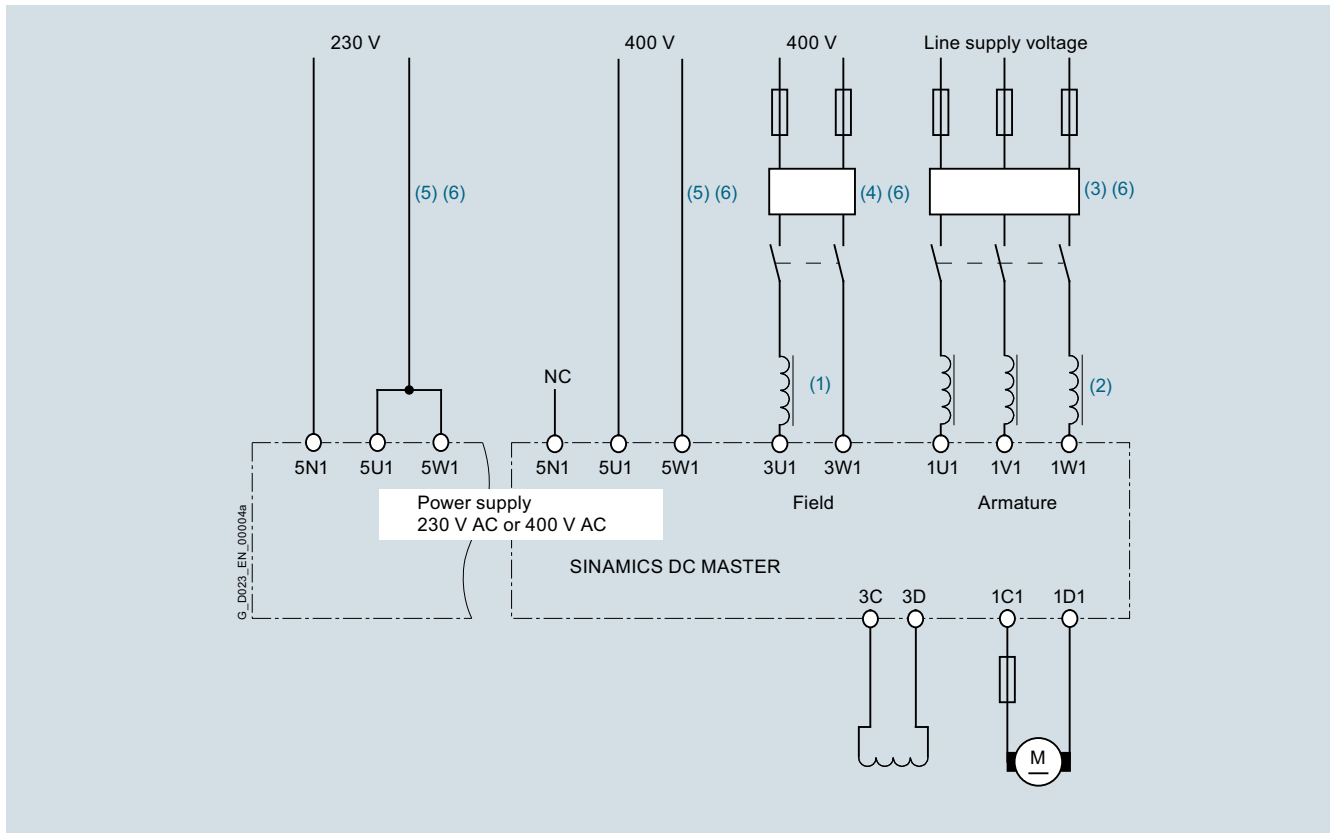 230 V
400 V
400 V
Line supply voltage
(5) (6)
(5) (6)
(4) (6)
(3) (6)
NC
(1)
(2)
5N1
5U1
5W1
5N1
5U1
5W1
3U1
3W1
1U1
1V1
1W1
Power supply
230 V AC or 400 V AC
Field
Armature
G_D023_EN_00004a
SINAMICS DC MASTER
3C
3D
1C1
1D1
M